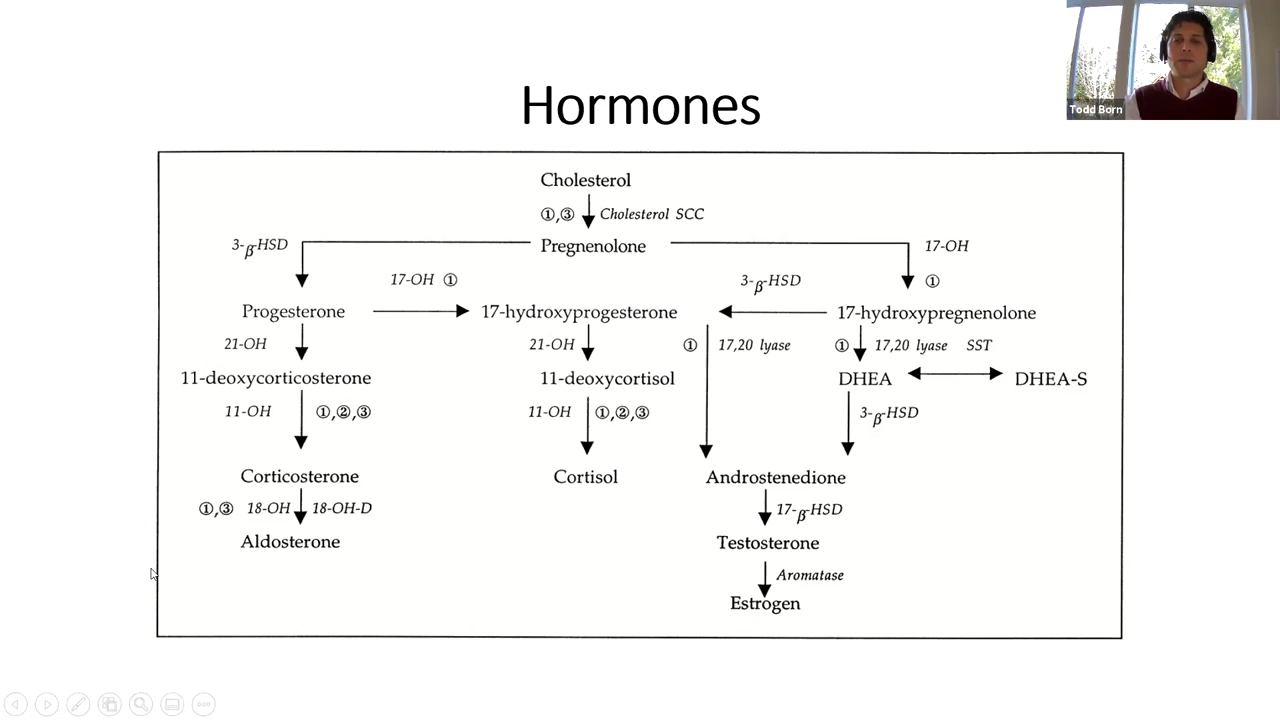 Todd Born
Hormones
Cholesterol
①,③ Cholesterol SCC
3-β-HSD Pregnenolone 17-OH
17-OH ① 3-β-HSD ①
Progesterone 17-hydroxyprogesterone 17-hydroxypregnenolone
21-OH 21-OH ① 17,20 lyase ① 17,20 lyase SST
11-deoxycorticosterone 11-deoxycortisol DHEA DHEA-S
11-OH ①,②,③ 11-OH ①,②,③ 3-β-HSD
Corticosterone Cortisol Androstenedione
①,③ 18-OH 18-OH-D 17-β-HSD
Aldosterone Testosterone
Aromatase
Estrogen